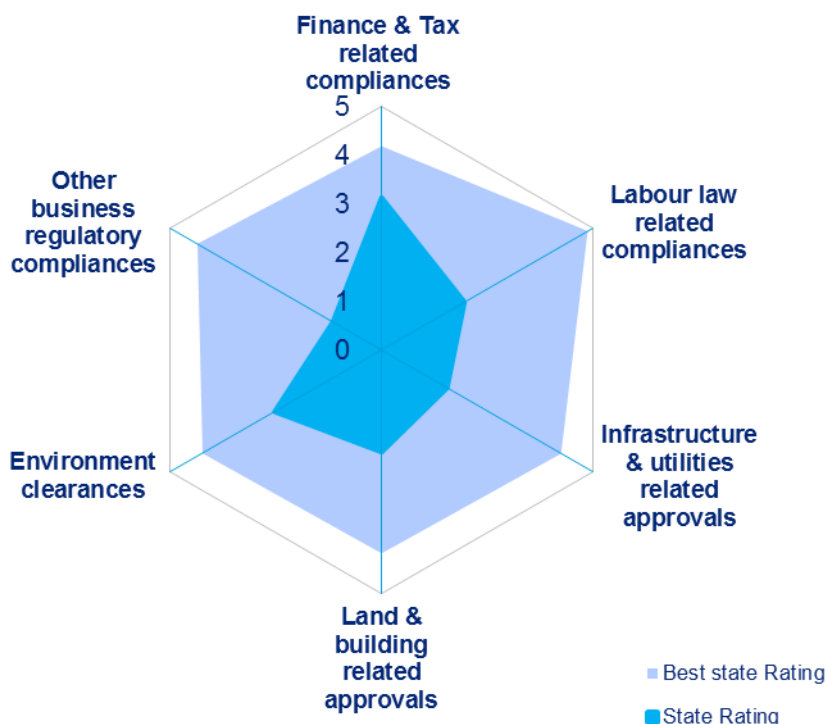 Finance & Tax
related
compliances
5
4
3
2
1
0
Other
business
regulatory
compliances
Labour law
related
compliances
Environment
clearances
Infrastructure
& utilities
related
approvals
Land &
building
related
approvals
Best state Rating
State Rating